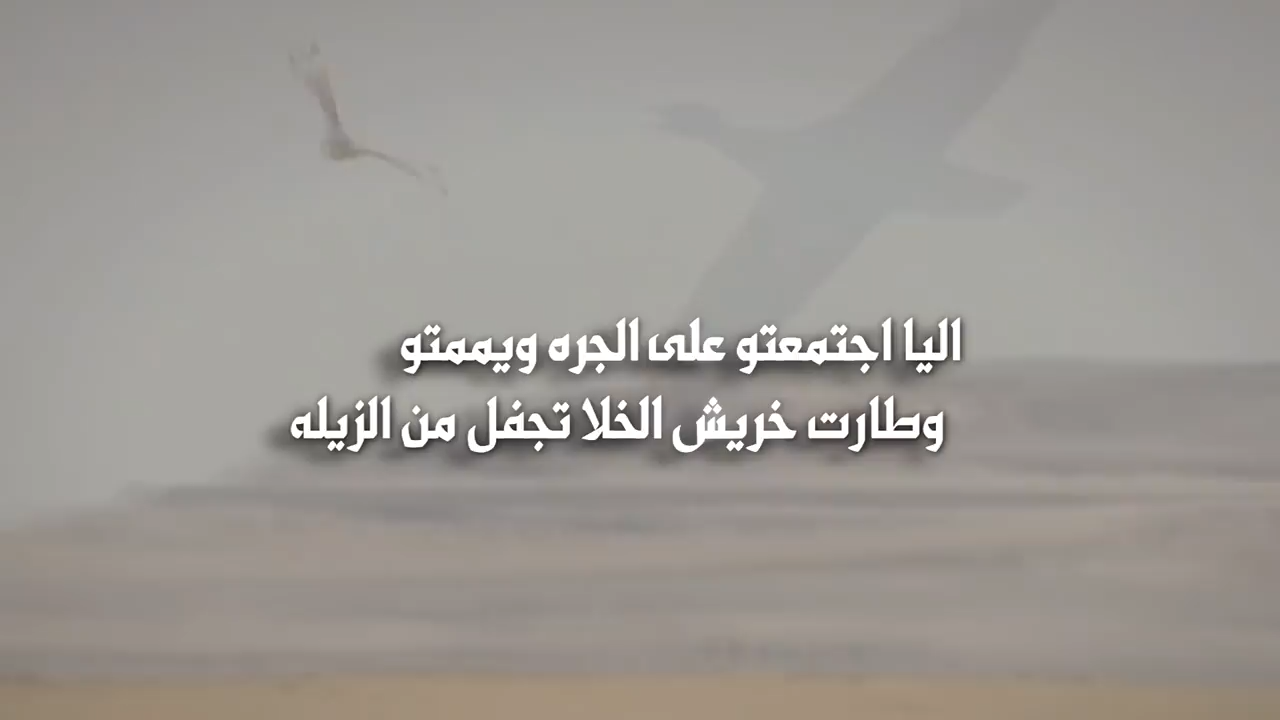 اليا اجتمعتو على الجره ويممتو
وطارت خريش الخلا تجفل من الزيله